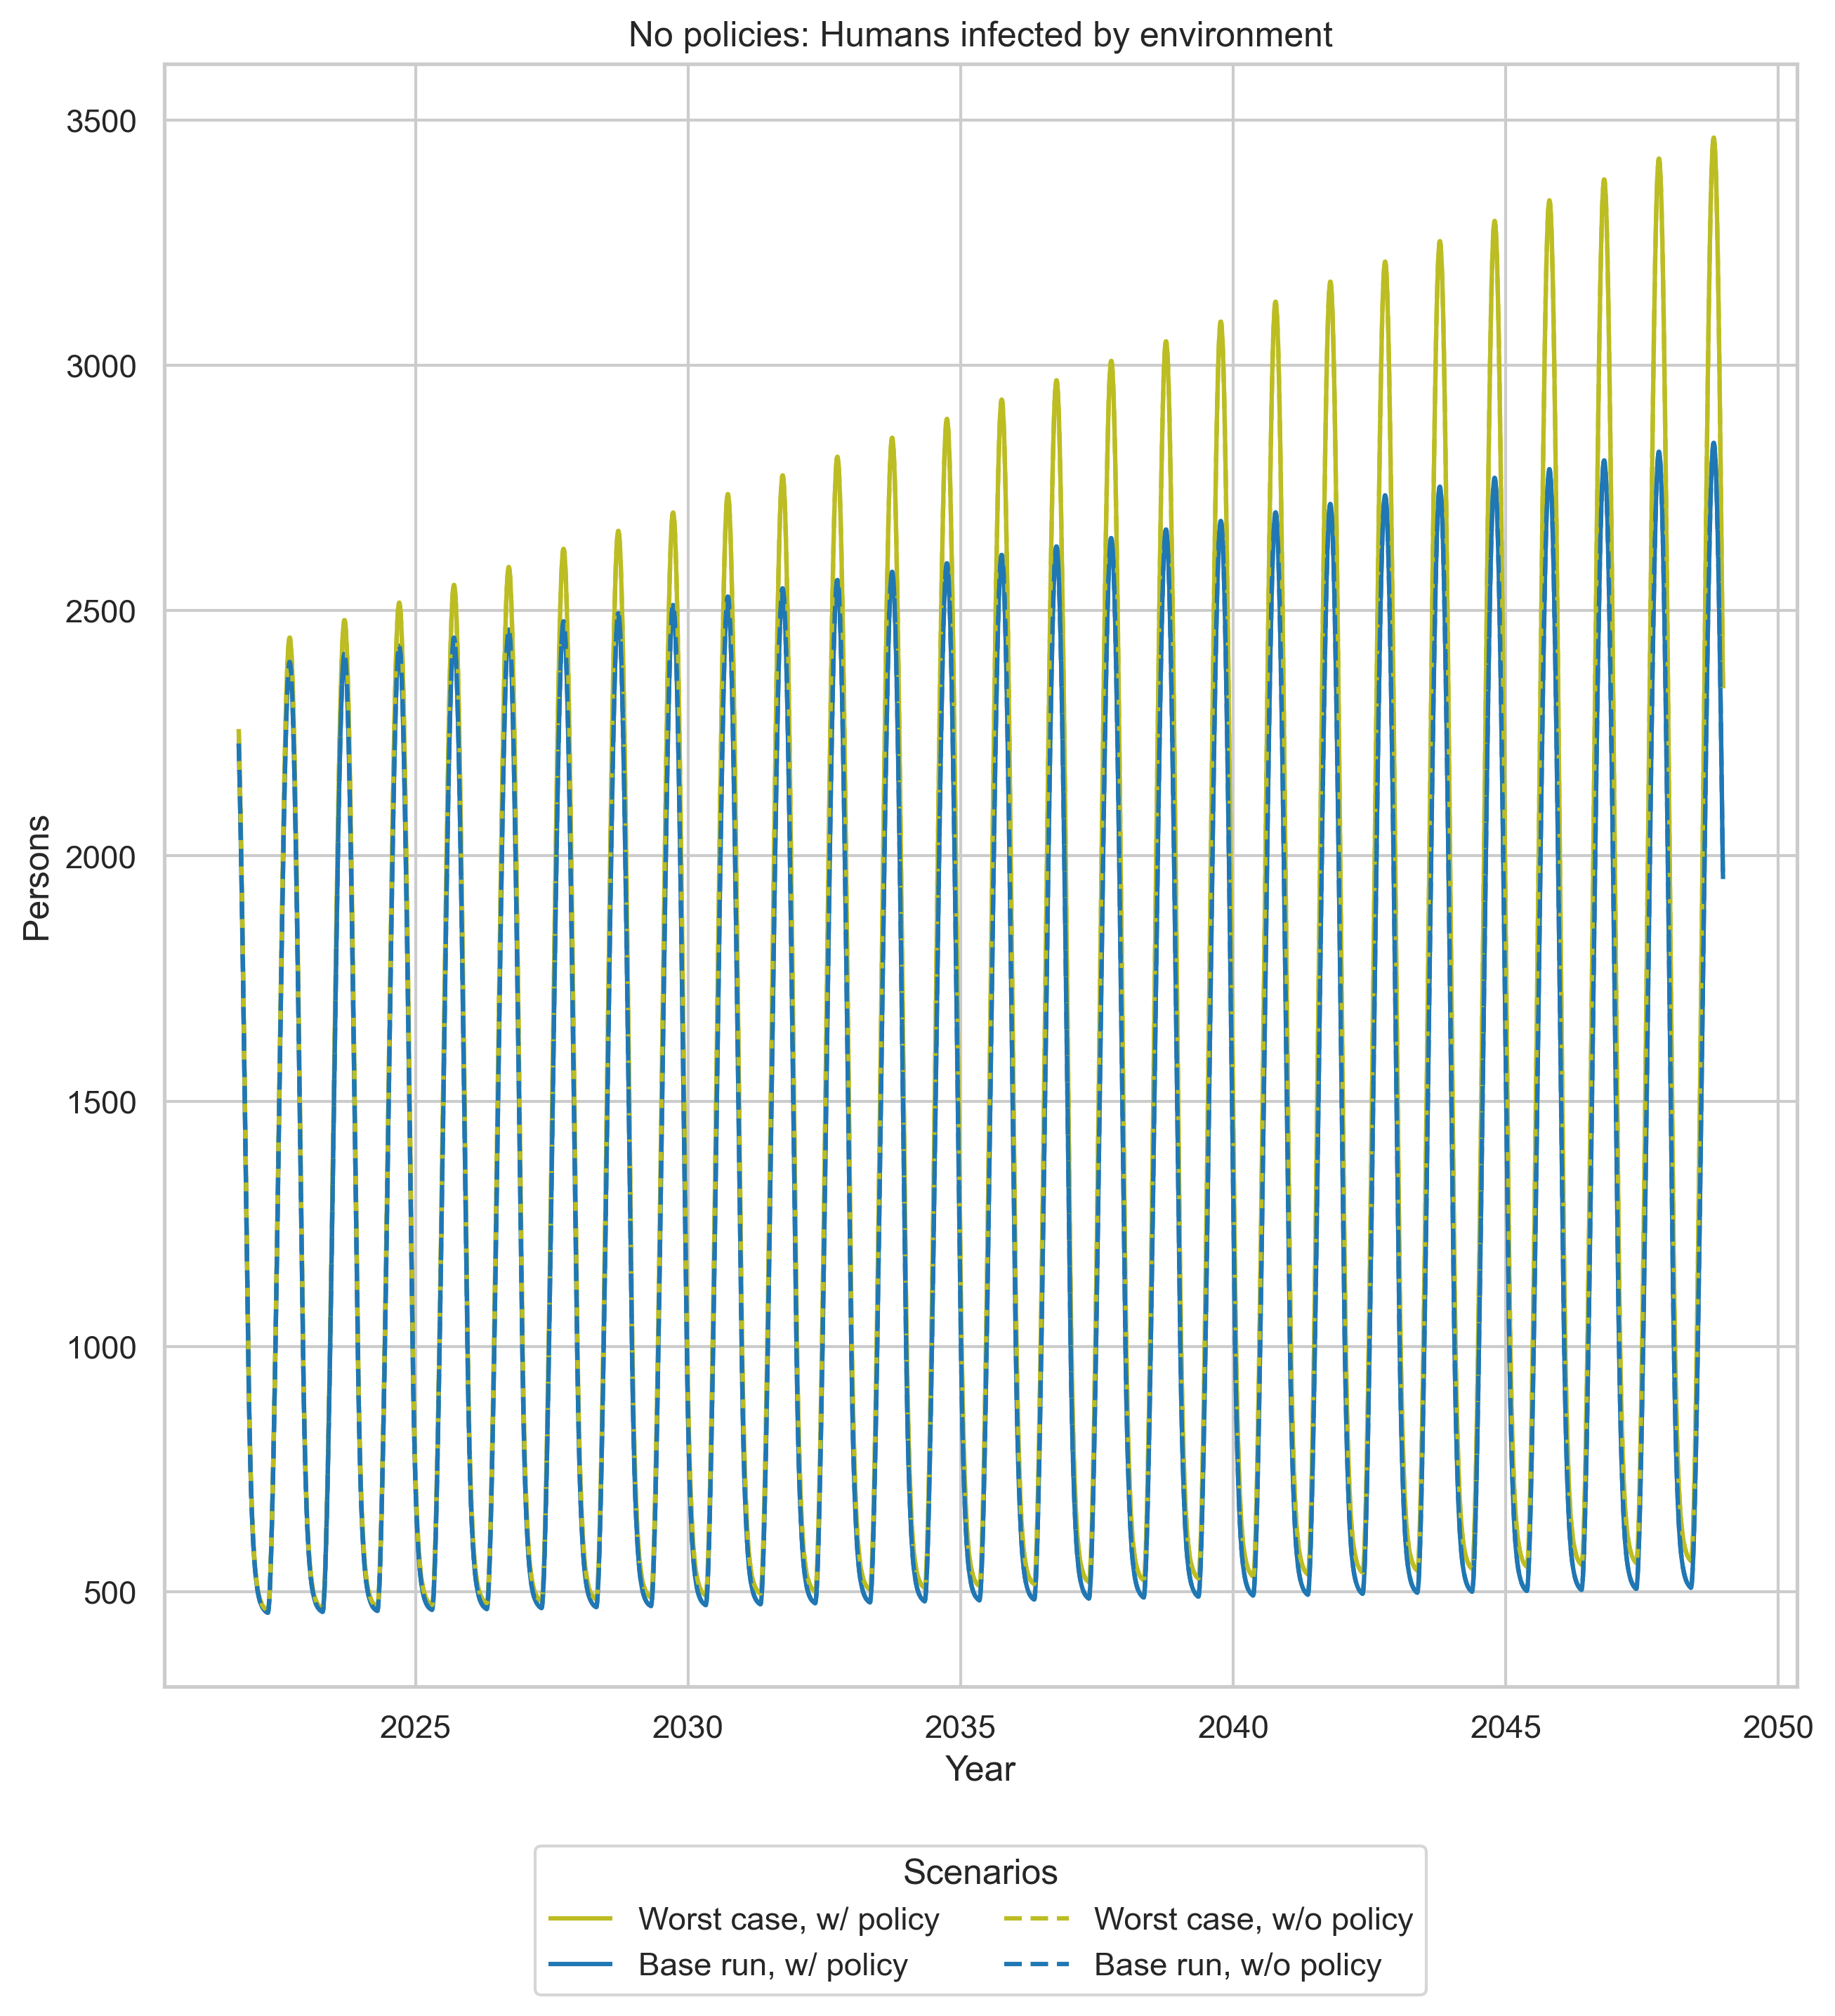 No policies: Humans infected by environment
3500
3000
2500
2000
1500
1000
500
Persons
2025 2030 2035 2040 2045 2050
Year
Scenarios
Worst case, w/ policy Worst case, w/o policy
Base run, w/ policy Base run, w/o policy